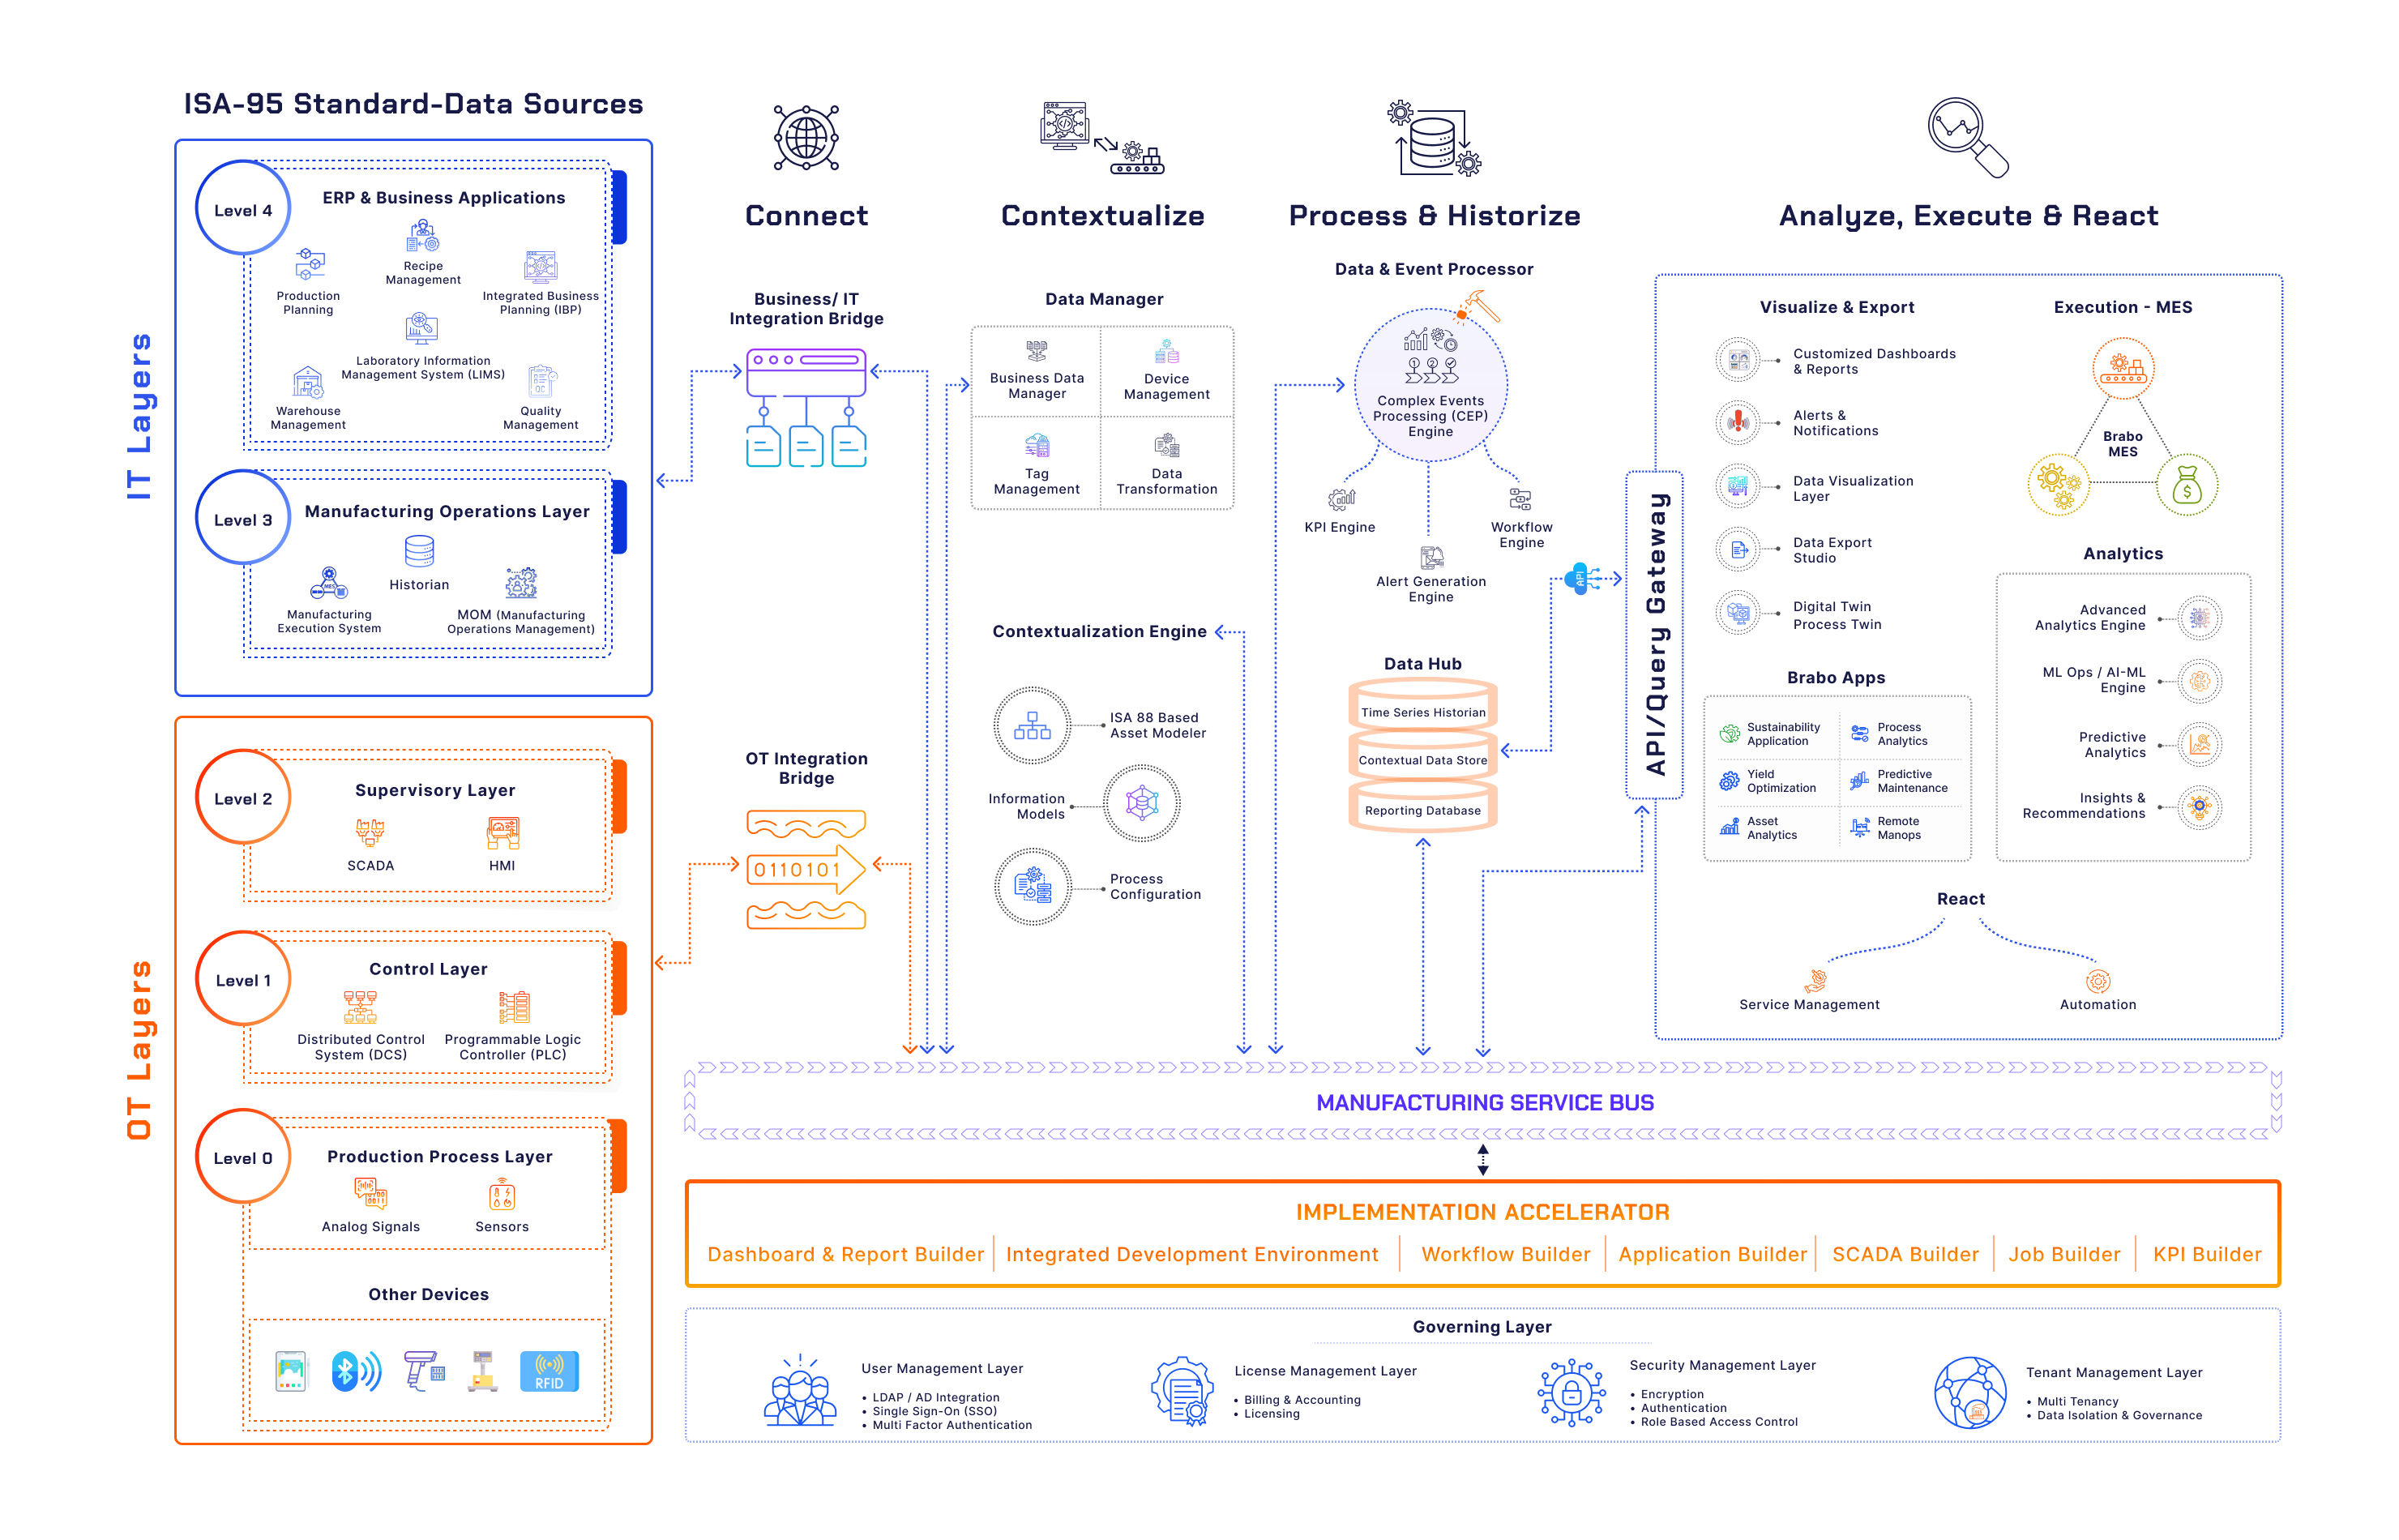 ISA-95 Standard-Data Sources
IT Layers
Level 4
ERP & Business Applications
Recipe
Management
Production
Planning
Integrated Business
Planning (IBP)
Laboratory Information
Management System (LIMS)
Warehouse
Management
Quality
Management
Level 3
Manufacturing Operations Layer
Historian
MES
Manufacturing
Execution System
MOM (Manufacturing
Operations Management)
OT Layers
Level 2
Supervisory Layer
SCADA
HMI
Level 1
Control Layer
Distributed Control
System (DCS)
Programmable Logic
Controller (PLC)
Level 0
Production Process Layer
Analog Signals
Sensors
Other Devices
RFID
Connect
Business/ IT
Integration Bridge
OT Integration
Bridge
0110101
Contextualize
Data Manager
Business Data
Manager
Device
Management
Tag
Management
Data
Transformation
Contextualization Engine
ISA 88 Based
Asset Modeler
Information
Models
Process
Configuration
Process & Historize
Data & Event Processor
1 2
Complex Events
Processing (CEP)
Engine
KPI Engine
Workflow
Engine
Alert Generation
Engine
Data Hub
Time Series Historian
Contextual Data Store
Reporting Database
API
API/Query Gateway
Analyze, Execute & React
Visualize & Export
Customized Dashboards
& Reports
Alerts &
Notifications
Data Visualization
Layer
Data Export
Studio
Digital Twin
Process Twin
Execution - MES
Brabo
MES
$
Analytics
Advanced
Analytics Engine
ML Ops / AI-ML
Engine
Predictive
Analytics
Insights &
Recommendations
Brabo Apps
Sustainability
Application
Process
Analytics
Yield
Optimization
Predictive
Maintenance
Asset
Analytics
Remote
Manops
React
Service Management
Automation
MANUFACTURING SERVICE BUS
IMPLEMENTATION ACCELERATOR
Dashboard & Report Builder
Integrated Development Environment
Workflow Builder
Application Builder
SCADA Builder
Job Builder
KPI Builder
Governing Layer
User Management Layer
• LDAP / AD Integration
• Single Sign-On (SSO)
• Multi Factor Authentication
License Management Layer
• Billing & Accounting
• Licensing
Security Management Layer
• Encryption
• Authentication
• Role Based Access Control
Tenant Management Layer
• Multi Tenancy
• Data Isolation & Governance